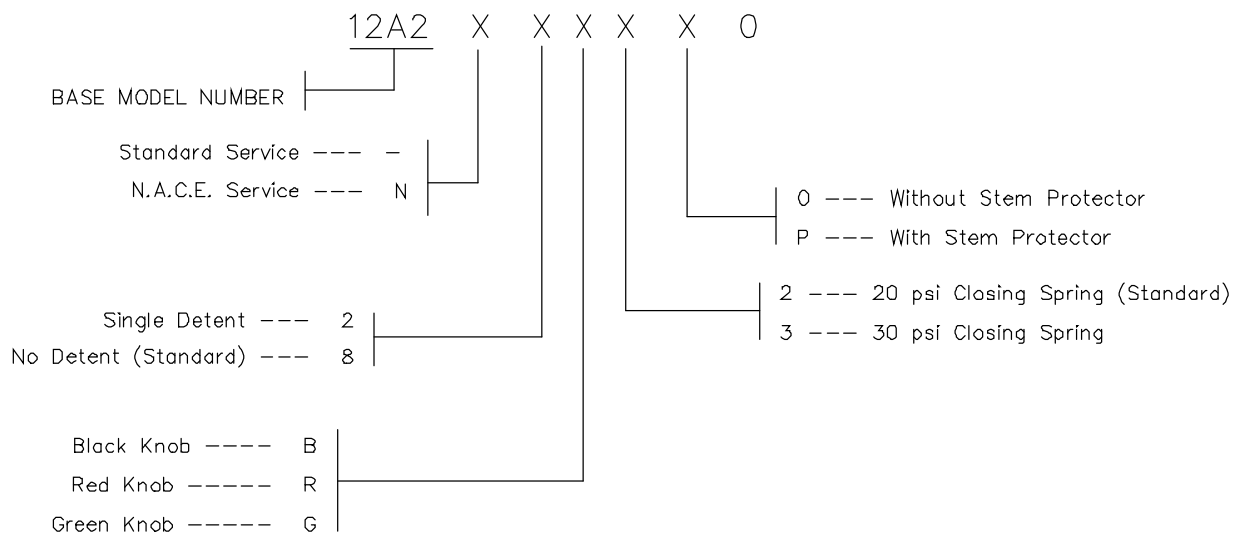 12A2 X X X X X 0
BASE MODEL NUMBER
Standard Service --- -
N.A.C.E. Service --- N
0 --- Without Stem Protector
P --- With Stem Protector
2 --- 20 psi Closing Spring (Standard)
3 --- 30 psi Closing Spring
Single Detent --- 2
No Detent (Standard) --- 8
Black Knob ---- B
Red Knob ----- R
Green Knob ----- G